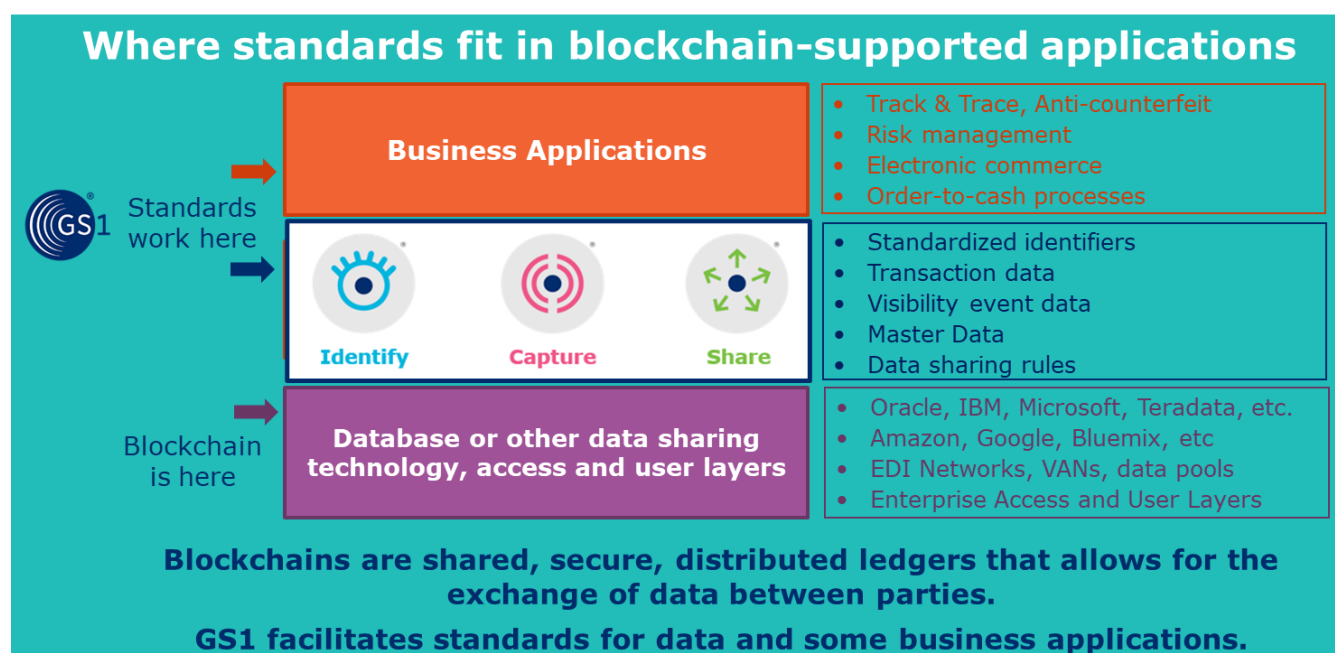 Where standards fit in blockchain-supported applications
Business Applications
• Track & Trace, Anti-counterfeit
• Risk management
• Electronic commerce
• Order-to-cash processes
GS1®
Standards
work here
®
®
®
Identify
Capture
Share
• Standardized identifiers
• Transaction data
• Visibility event data
• Master Data
• Data sharing rules
Blockchain
is here
Database or other data sharing
technology, access and user layers
• Oracle, IBM, Microsoft, Teradata, etc.
• Amazon, Google, Bluemix, etc
• EDI Networks, VANs, data pools
• Enterprise Access and User Layers
Blockchains are shared, secure, distributed ledgers that allows for the
exchange of data between parties.
GS1 facilitates standards for data and some business applications.